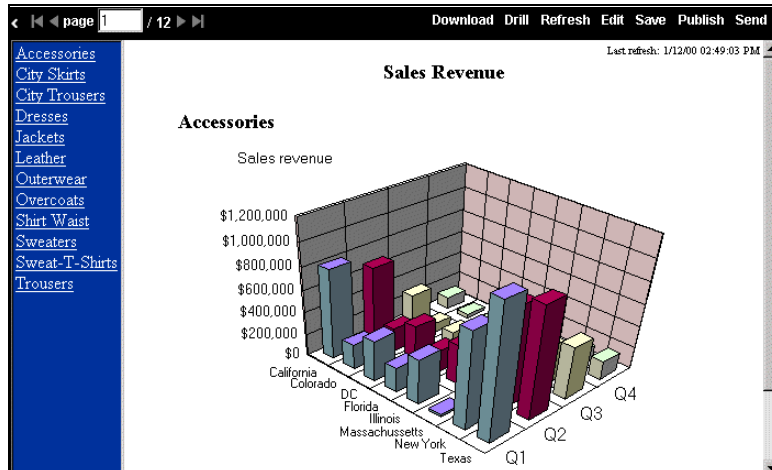 page 1 / 12 Download Drill Refresh Edit Save Publish Send
Last refresh: 1/12/00 02:49:03 PM
Accessories
City Skirts
City Trousers
Dresses
Jackets
Leather
Outerwear
Overcoats
Shirt Waist
Sweaters
Sweat-T-Shirts
Trousers
Sales Revenue
Accessories
Sales revenue
$1,200,000
$1,000,000
$800,000
$600,000
$400,000
$200,000
$0
California
Colorado
DC
Florida
Illinois
Massachussetts
New York
Texas
Q1
Q2
Q3
Q4